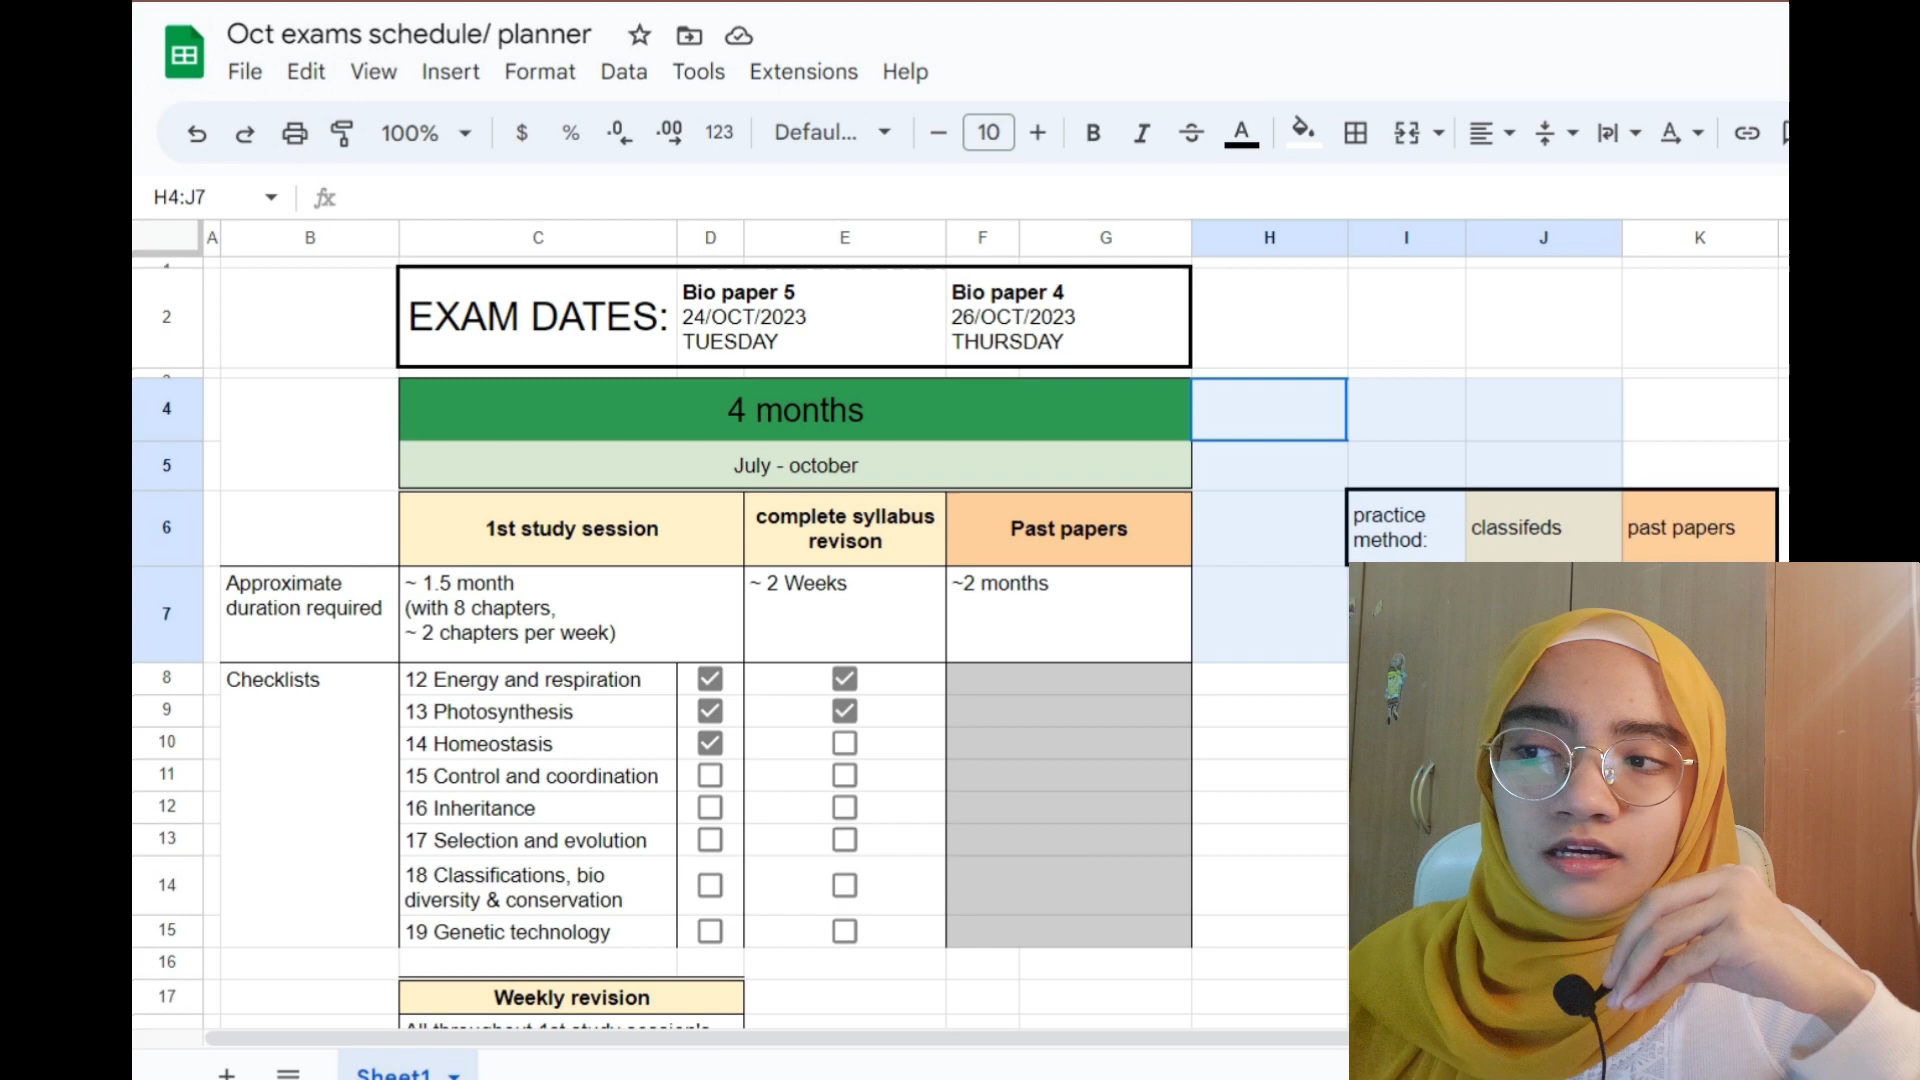 Oct exams schedule/ planner
File Edit View Insert Format Data Tools Extensions Help
100% $ % .0 .00 123 Defaul... 10 B I A
H4:J7 fx
A B C D E F G H I J K
2 EXAM DATES:
Bio paper 5
24/OCT/2023
TUESDAY
Bio paper 4
26/OCT/2023
THURSDAY
4 4 months
5 July - october
6 1st study session
complete syllabus
revison
Past papers
practice
method:
classifeds
past papers
7
Approximate
duration required
~ 1.5 month
(with 8 chapters,
~ 2 chapters per week)
~ 2 Weeks
~2 months
8 Checklists 12 Energy and respiration
9 13 Photosynthesis
10 14 Homeostasis
11 15 Control and coordination
12 16 Inheritance
13 17 Selection and evolution
14 18 Classifications, bio
diversity & conservation
15 19 Genetic technology
16
17 Weekly revision
Sheet1